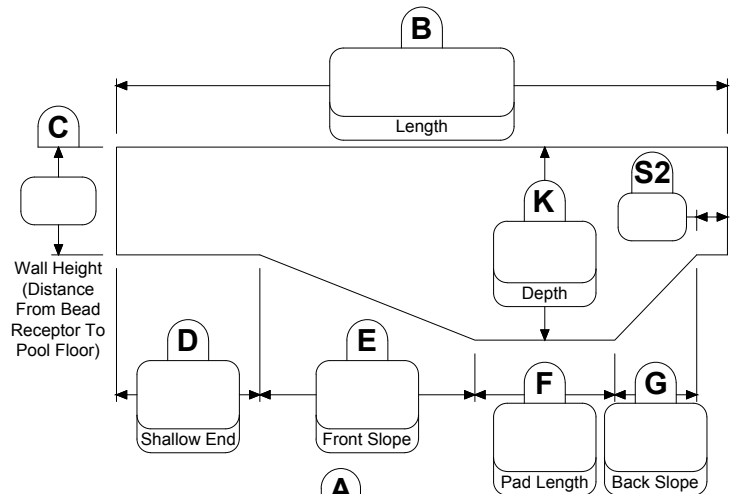 B
Length
C
S2
K
Wall Height
(Distance
From Bead
Receptor To
Pool Floor)
Depth
D
E
F
G
Shallow End
Front Slope
Pad Length
Back Slope
A